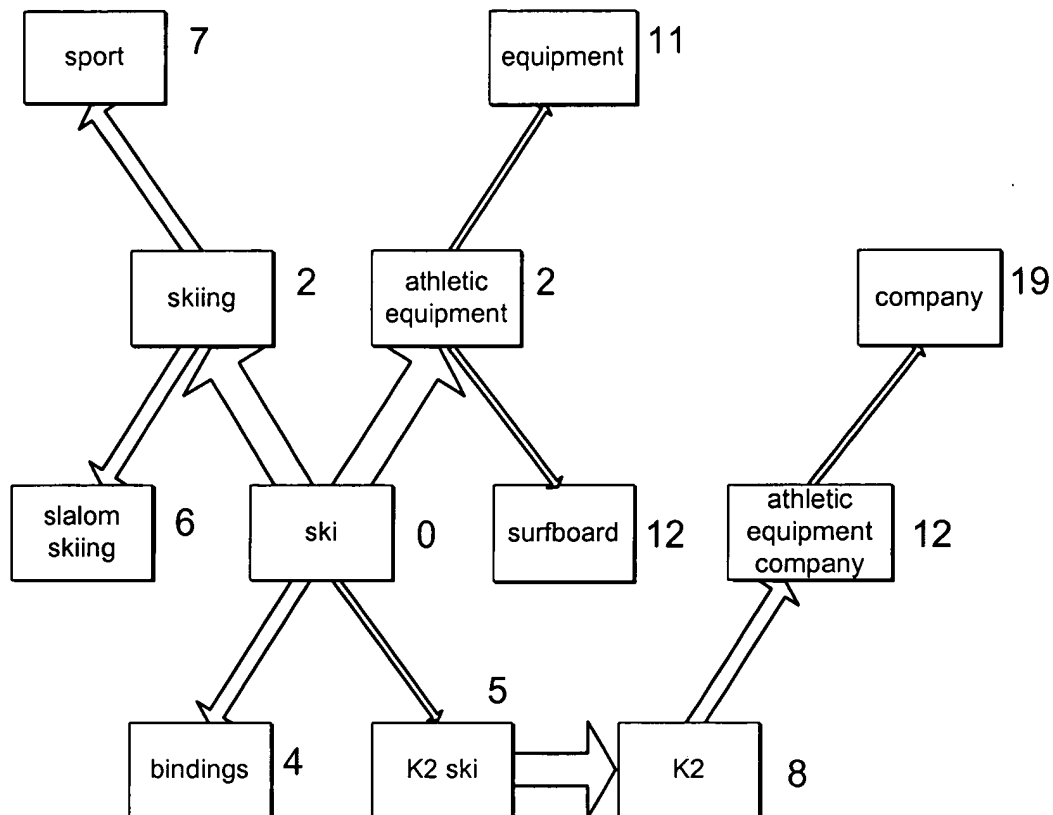 sport
7
equipment
11
skiing
2
athletic
equipment
2
company
19
slalom
skiing
6
ski
0
surfboard
12
athletic
equipment
company
12
bindings
4
K2 ski
5
K2
8